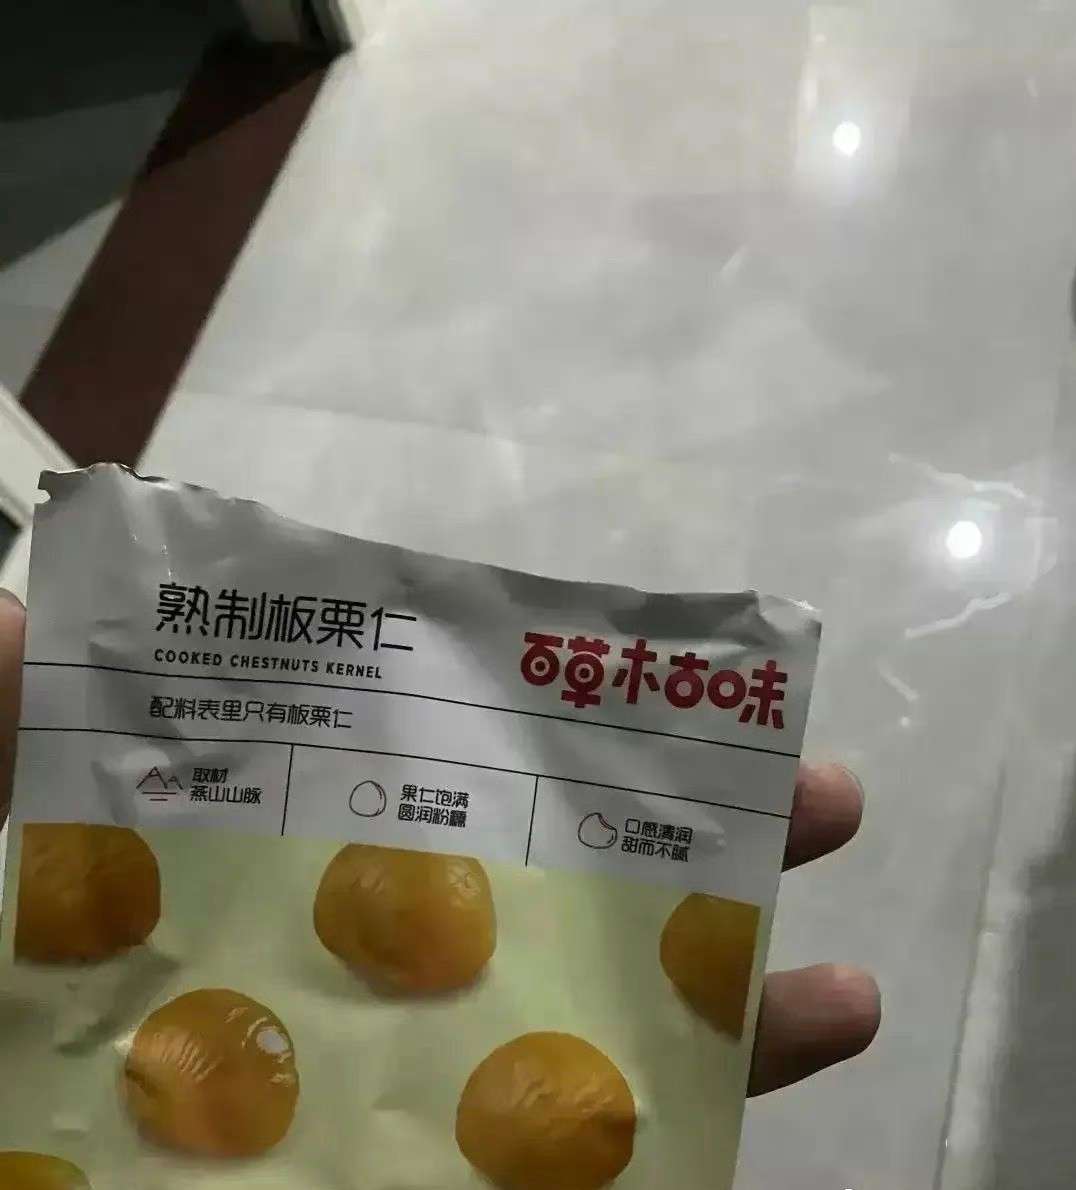 熟制板栗仁
COOKED CHESTNUTS KERNEL
百草木古味
配料表里只有板栗仁
取材
燕山山脉
果仁饱满
圆润粉糯
口感清润
甜而不腻